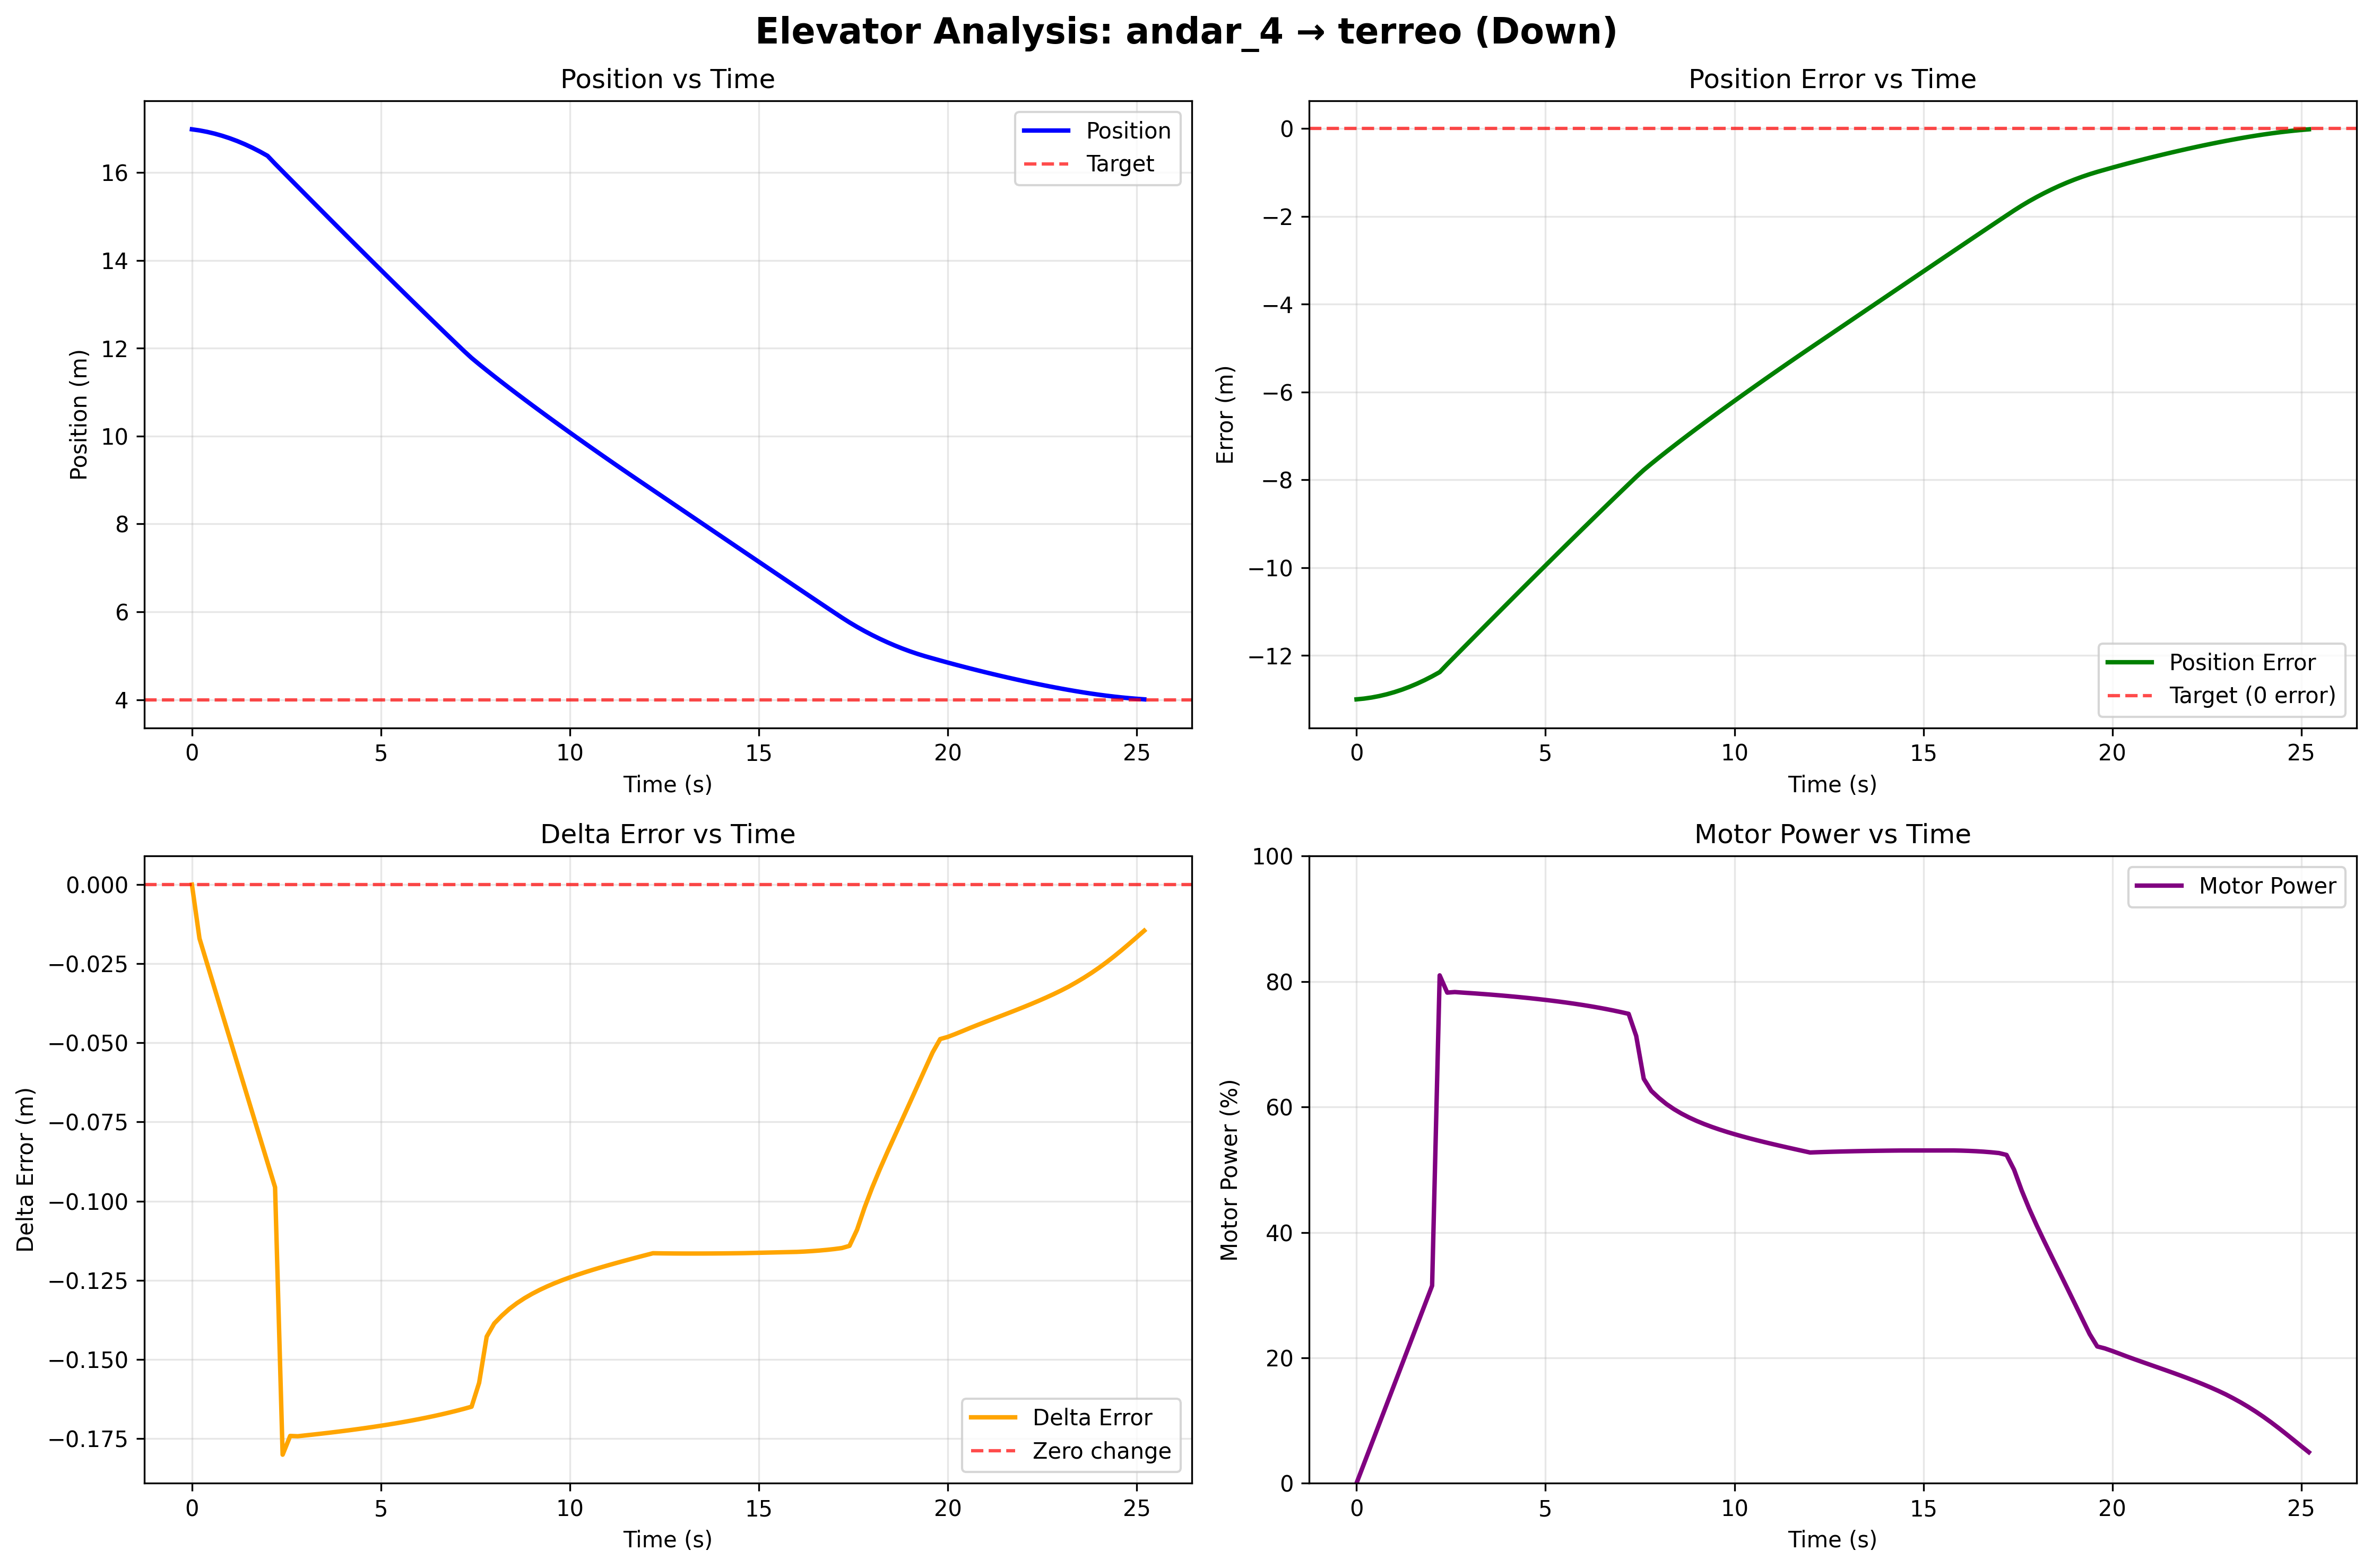 Elevator Analysis: andar_4 → terreo (Down)
Position vs Time
Position (m)
16
14
12
10
8
6
4
0 5 10 15 20 25
Time (s)
Position
Target
Position Error vs Time
Error (m)
0
−2
−4
−6
−8
−10
−12
0 5 10 15 20 25
Time (s)
Position Error
Target (0 error)
Delta Error vs Time
Delta Error (m)
0.000
−0.025
−0.050
−0.075
−0.100
−0.125
−0.150
−0.175
0 5 10 15 20 25
Time (s)
Delta Error
Zero change
Motor Power vs Time
Motor Power (%)
100
80
60
40
20
0
0 5 10 15 20 25
Time (s)
Motor Power